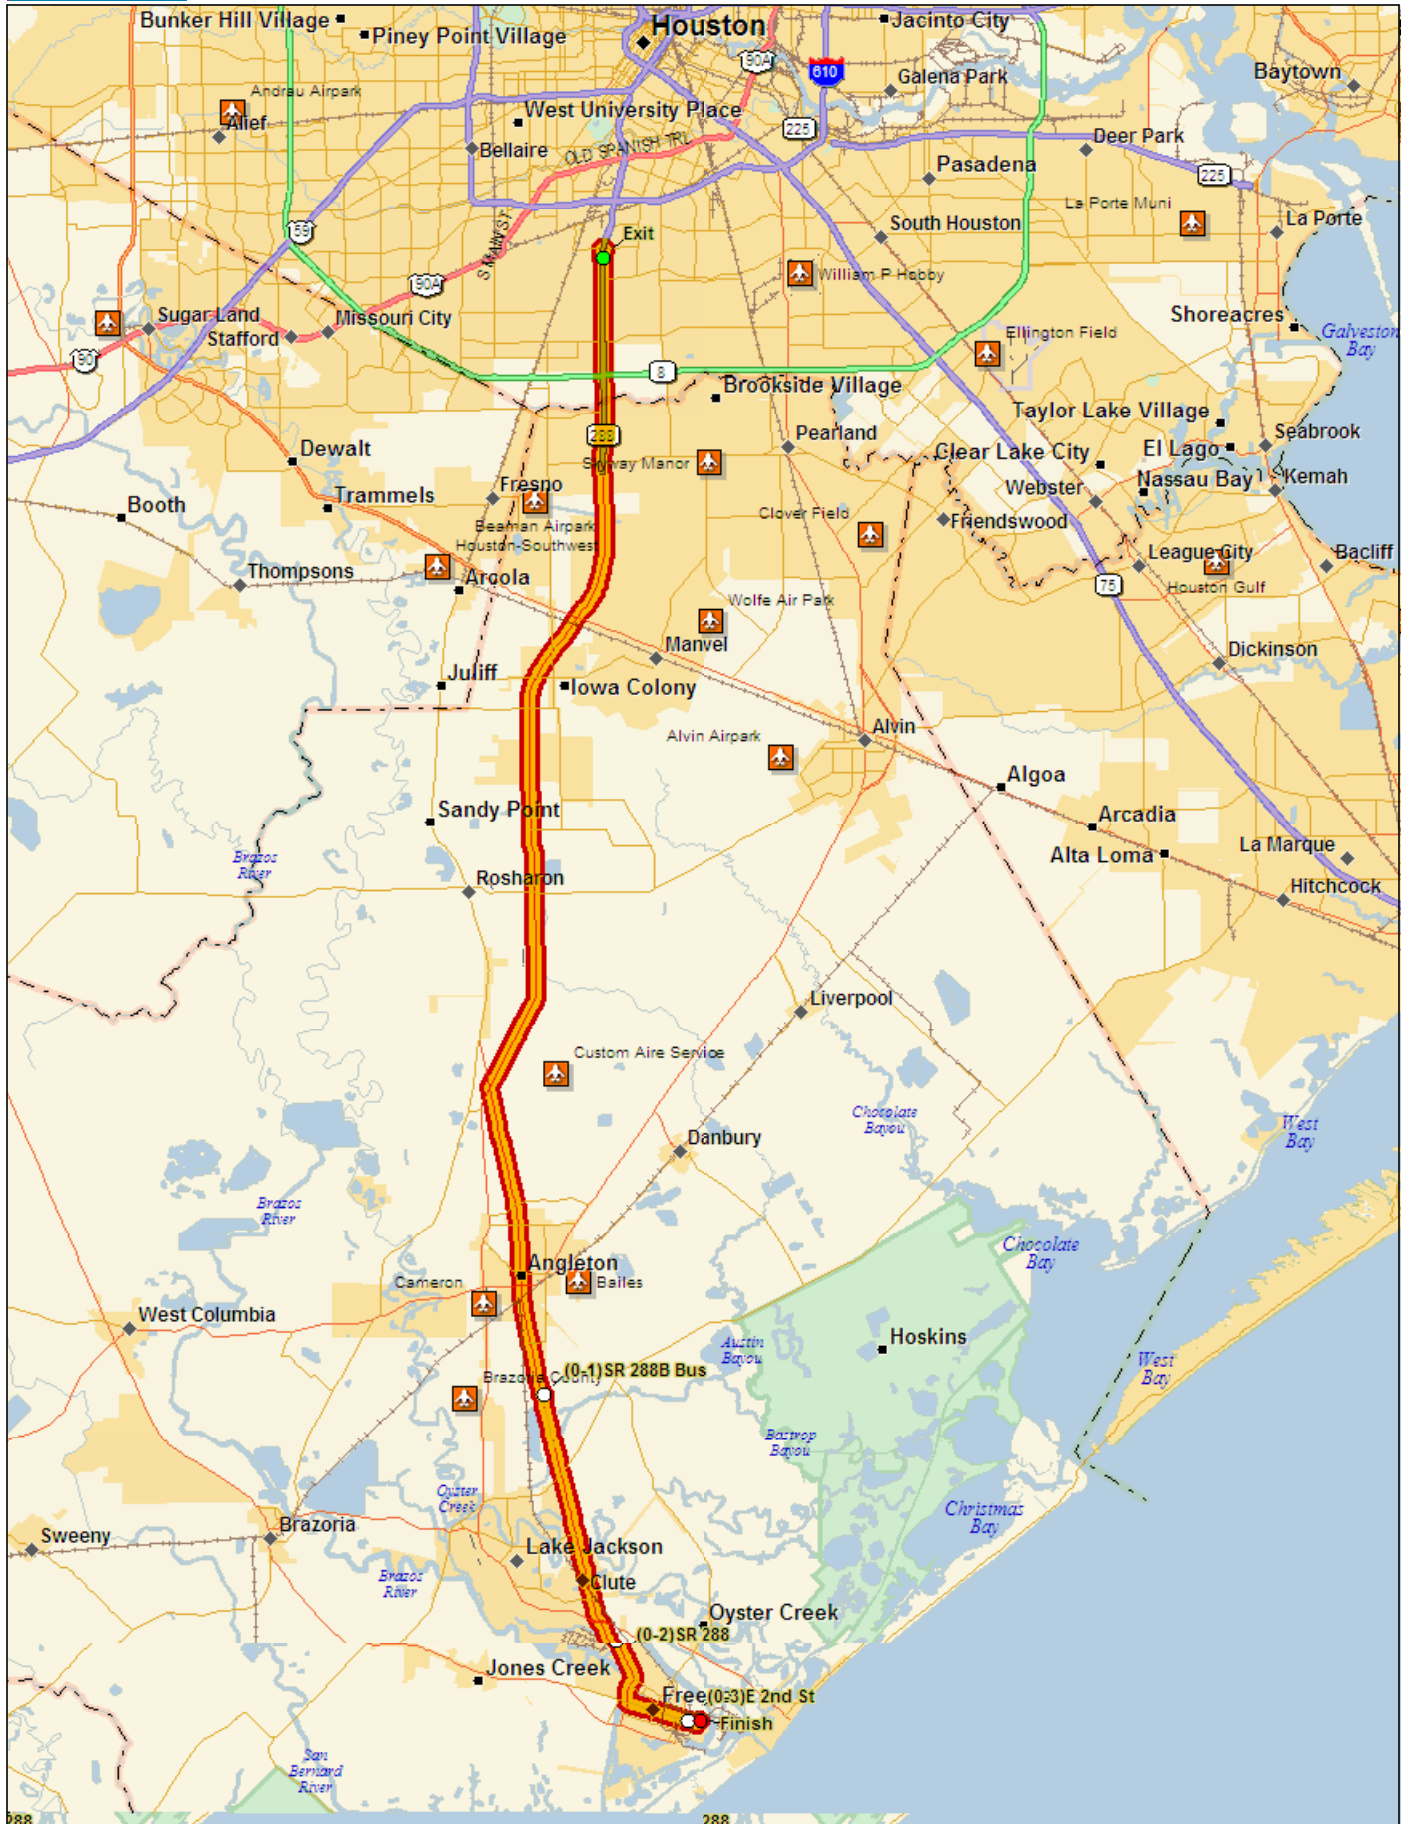 Bunker Hill Village
Houston
Jacinto City
Piney Point Village
90A
610
Galena Park
Baytown
Andrau Airpark
Alief
West University Place
225
Deer Park
OLD SPANISH TRL
Bellaire
Pasadena
225
La Porte Muni
La Porte
59
S MAIN ST
Exit
South Houston
William P Hobby
90A
Sugar Land
Missouri City
Stafford
Shoreacres
Ellington Field
Galveston
Bay
90
8
Brookside Village
Taylor Lake Village
288
Pearland
Seabrook
Dewalt
Clear Lake City
El Lago
Skyway Manor
Fresno
Trammels
Webster
Nassau Bay
Kemah
Booth
Clover Field
Beaman Airpark
Friendswood
Houston-Southwest
League City
Bacliff
Thompsons
Arcola
75
Houston Gulf
Wolfe Air Park
Manvel
Dickinson
Juliff
Iowa Colony
Alvin Airpark
Alvin
Algoa
Sandy Point
Arcadia
La Marque
Alta Loma
Brazos
River
Rosharon
Hitchcock
Liverpool
Custom Aire Service
Chocolate
Bayou
West
Bay
Danbury
Brazos
River
Chocolate
Bay
Angleton
Cameron
Bailes
West Columbia
Hoskins
Austin
Bayou
(0-1)SR 288B Bus
Brazoria County
West
Bay
Bastrop
Bayou
Oyster
Creek
Christmas
Bay
Brazoria
Sweeny
Lake Jackson
Brazos
River
Clute
Oyster Creek
(0-2)SR 288
Jones Creek
Free
(0-3)E 2nd St
Finish
San
Bernard
River
288
288